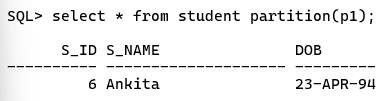 SQL> select * from student partition(p1);
S_ID S_NAME DOB
---------- -------------------- ---------
6 Ankita 23-APR-94